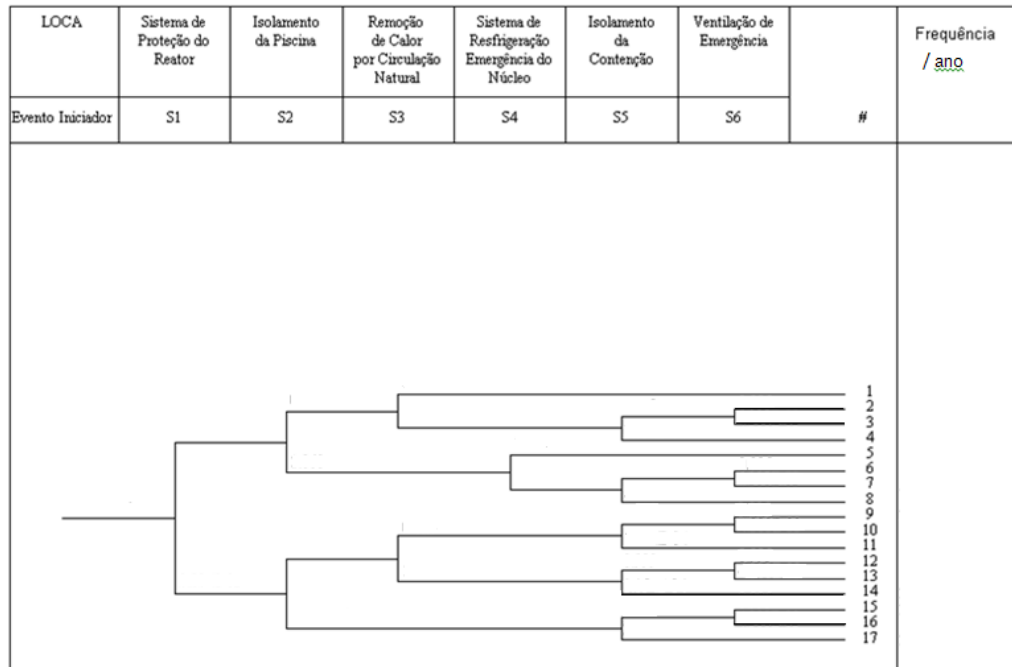 LOCA
Sistema de
Proteção do
Reator
Isolamento
da Piscina
Remoção
de Calor
por Circulação
Natural
Sistema de
Resfrigeração
Emergência do
Núcleo
Isolamento
da
Contenção
Ventilação de
Emergência
Frequência
/ ano
Evento Iniciador
S1
S2
S3
S4
S5
S6
#
1
2
3
4
5
6
7
8
9
10
11
12
13
14
15
16
17